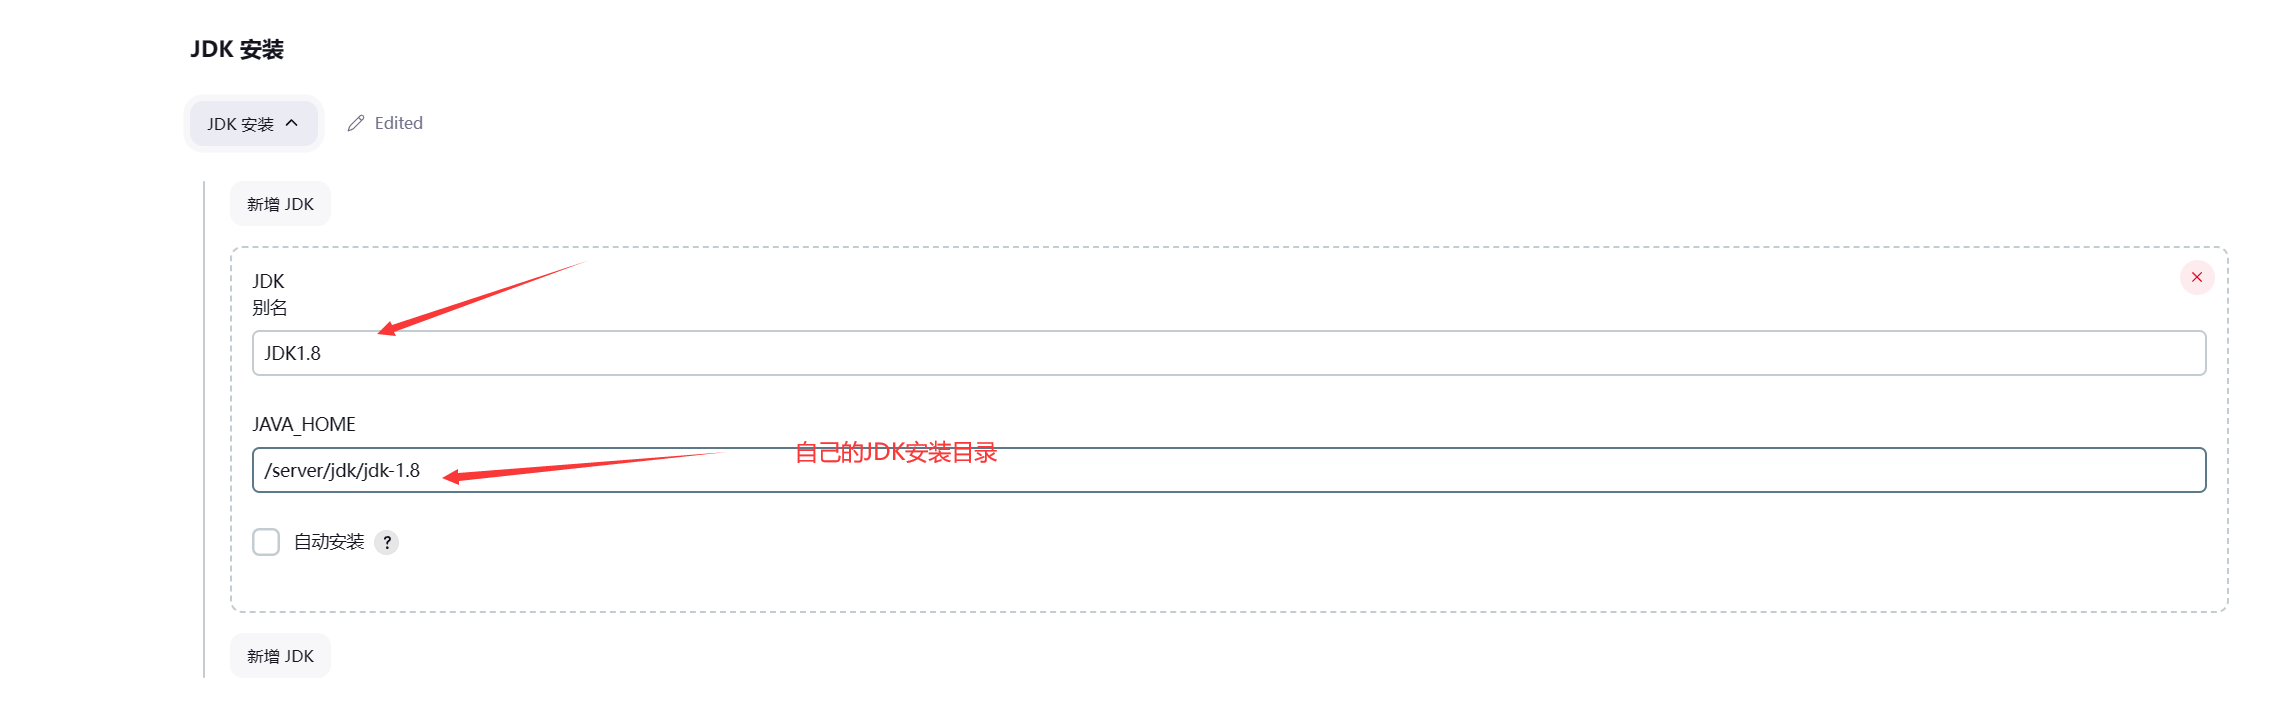 JDK 安装
JDK 安装
Edited
新增 JDK
JDK
别名
JDK1.8
JAVA_HOME
自己的JDK安装目录
/server/jdk/jdk-1.8
自动安装 ?
新增 JDK